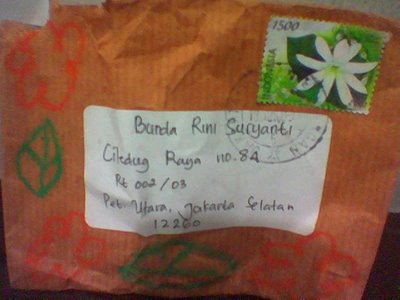 1500
INDONESIA
Bunda Rini Suryanti
Ciledug Raya no. 8A
Rt 002/03
Pet. Utara, Jakarta Selatan
12260